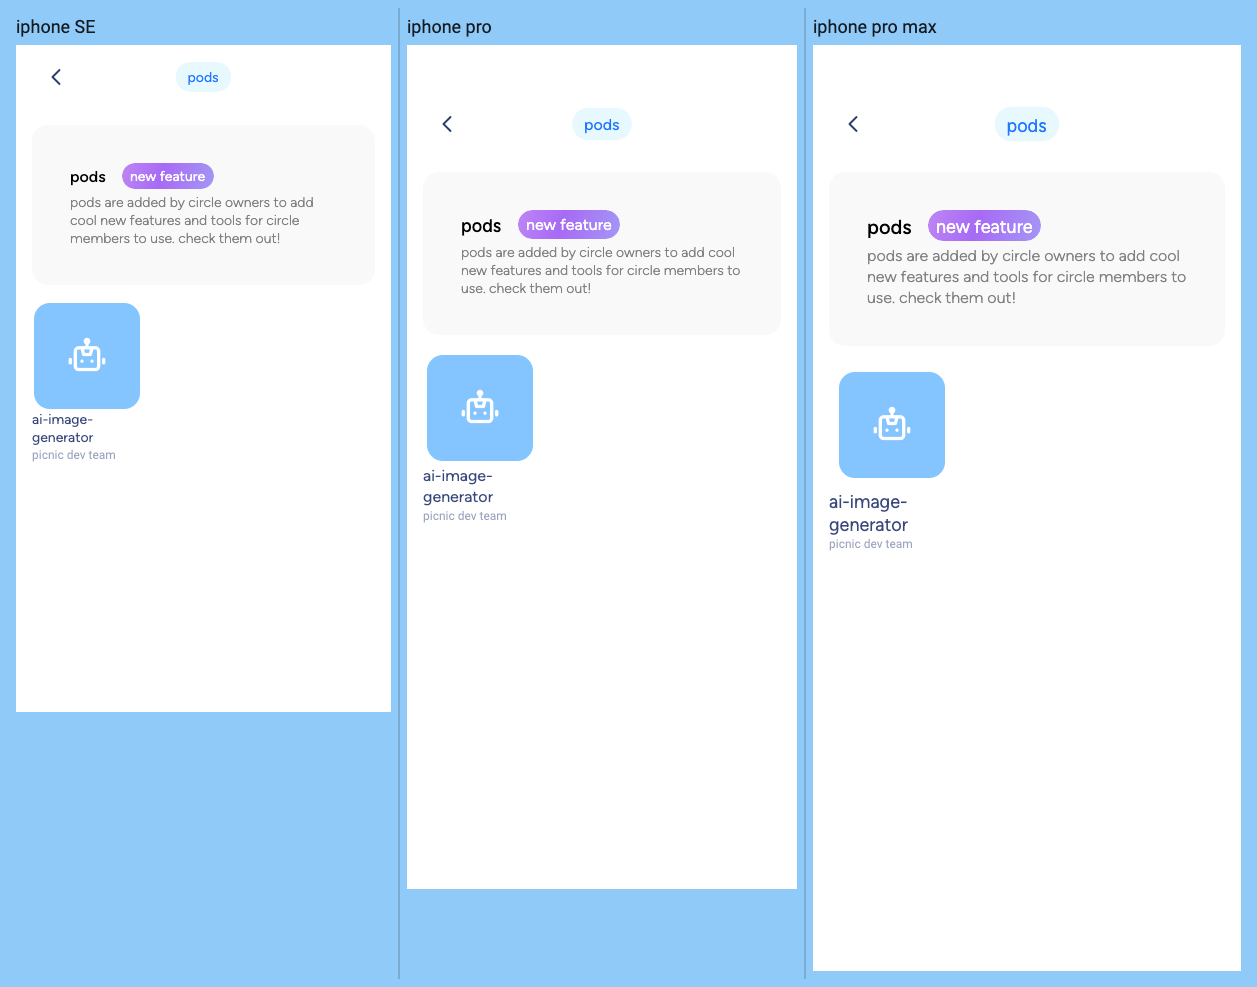 iphone SE
pods
pods new feature
pods are added by circle owners to add
cool new features and tools for circle
members to use. check them out!
ai-image-
generator
picnic dev team
iphone pro
pods
pods new feature
pods are added by circle owners to add cool
new features and tools for circle members to
use. check them out!
ai-image-
generator
picnic dev team
iphone pro max
pods
pods new feature
pods are added by circle owners to add cool
new features and tools for circle members to
use. check them out!
ai-image-
generator
picnic dev team